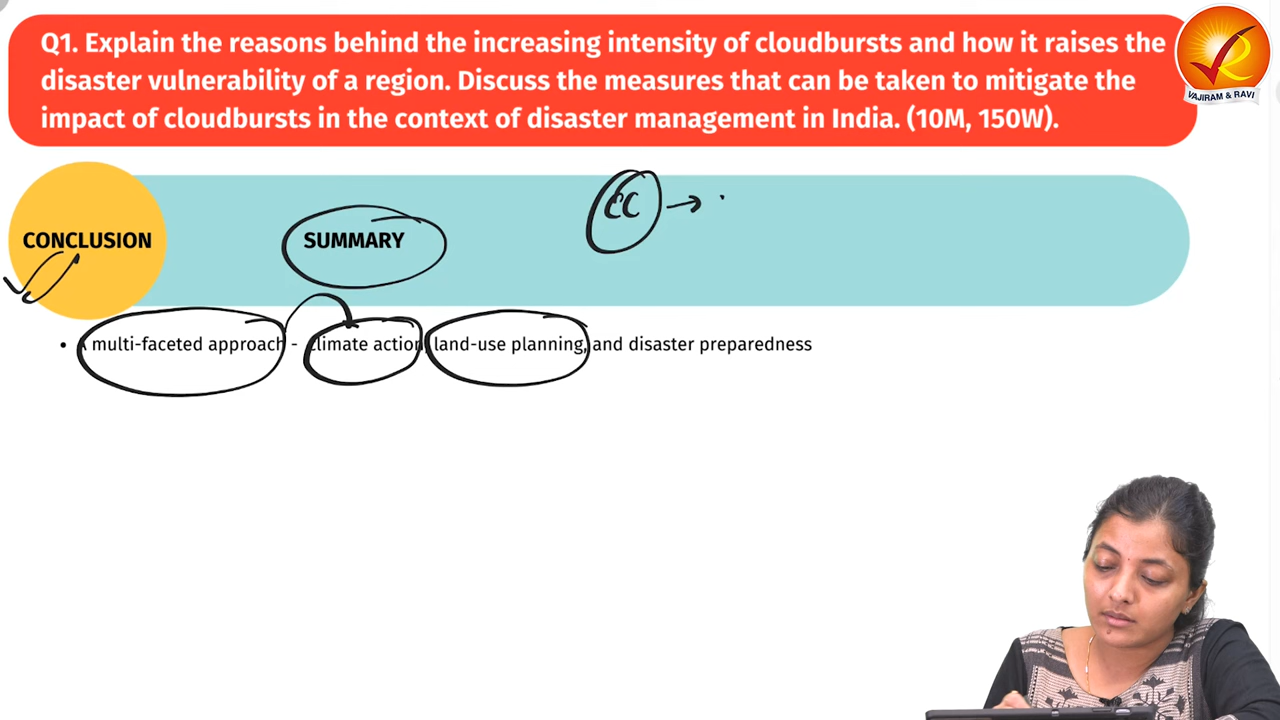 Q1. Explain the reasons behind the increasing intensity of cloudbursts and how it raises the
disaster vulnerability of a region. Discuss the measures that can be taken to mitigate the
impact of cloudbursts in the context of disaster management in India. (10M, 150W).
VAJIRAM & RAVI
CC →
CONCLUSION
SUMMARY
• A multi-faceted approach - climate action, land-use planning, and disaster preparedness